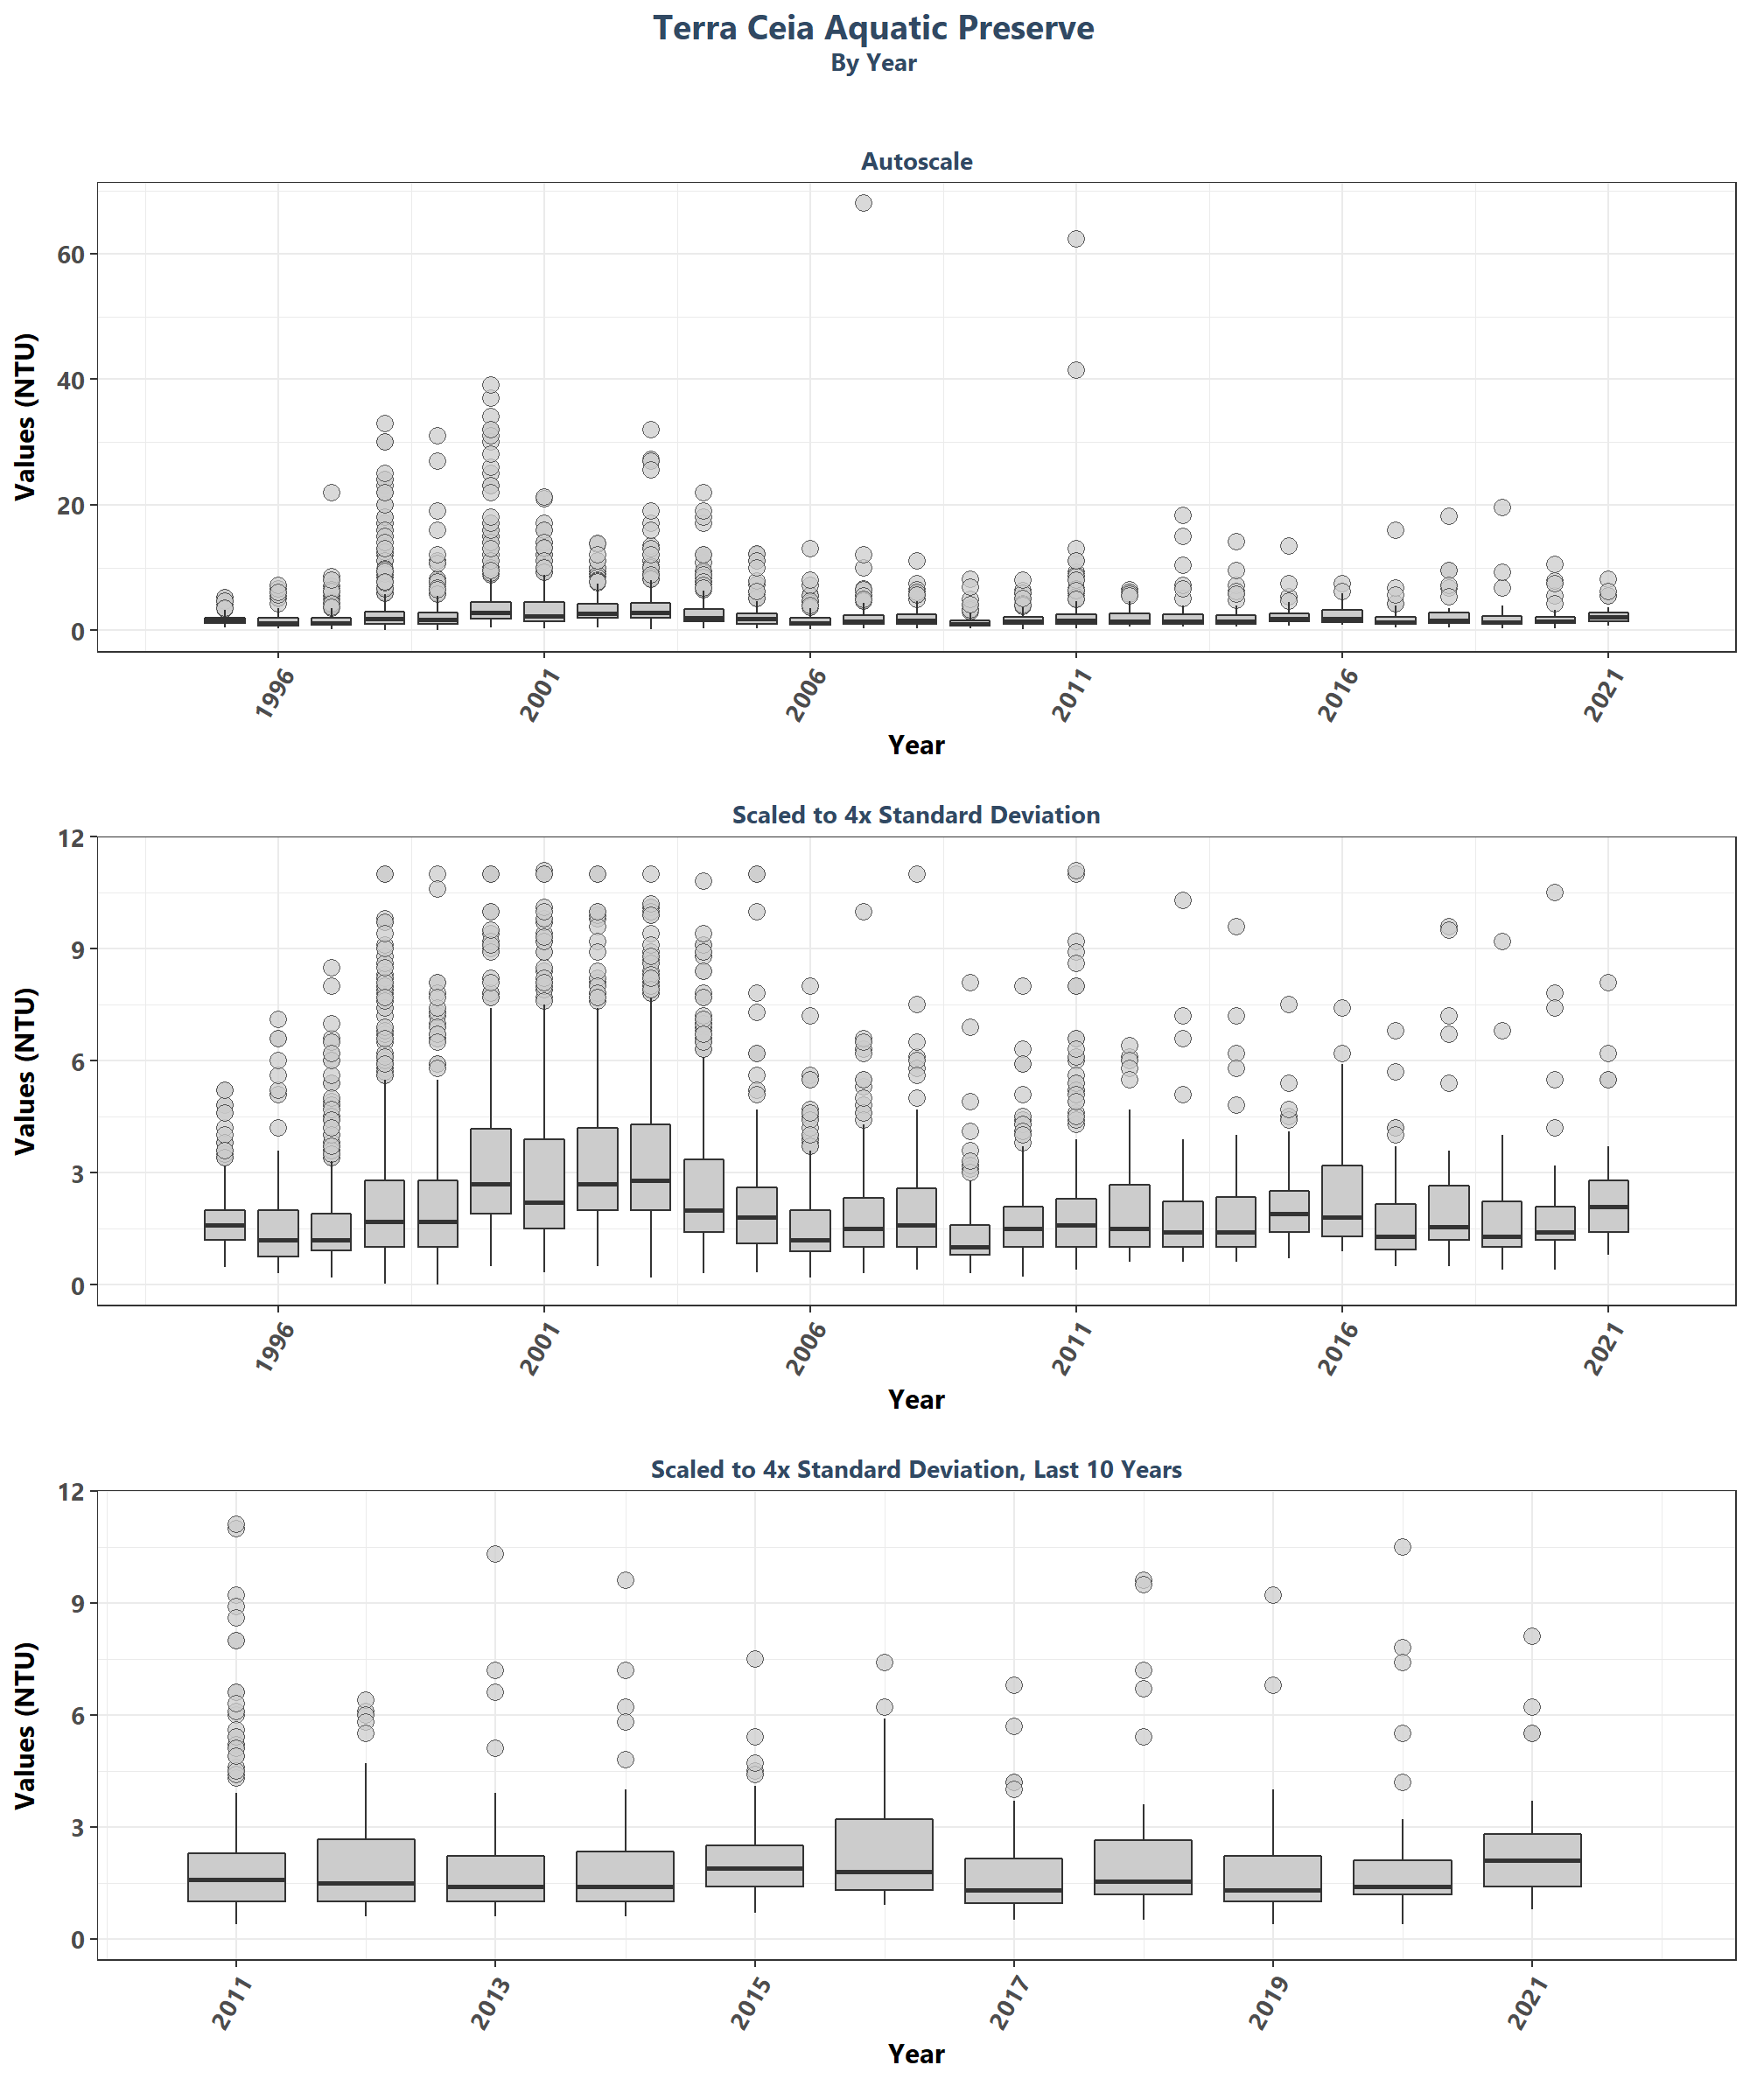 Terra Ceia Aquatic Preserve
By Year
Autoscale
Values (NTU)
60
40
20
0
1996
2001
2006
2011
2016
2021
Year
Scaled to 4x Standard Deviation
Values (NTU)
12
9
6
3
0
1996
2001
2006
2011
2016
2021
Year
Scaled to 4x Standard Deviation, Last 10 Years
Values (NTU)
12
9
6
3
0
2011
2013
2015
2017
2019
2021
Year